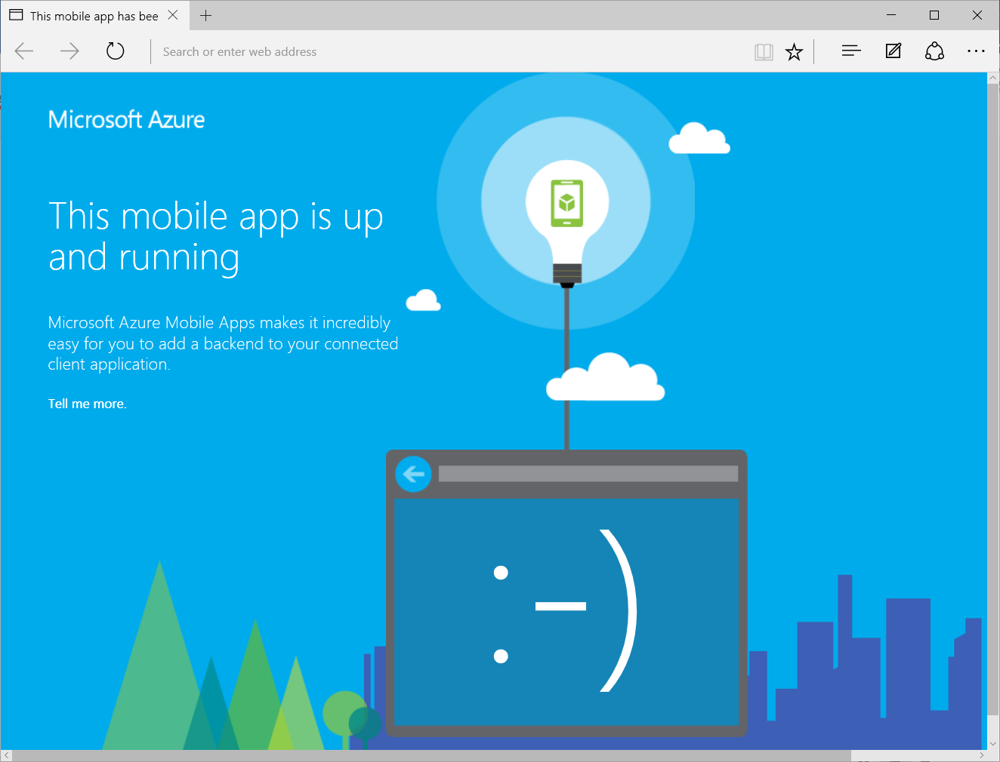 This mobile app has bee
Search or enter web address
Microsoft Azure
This mobile app is up
and running
Microsoft Azure Mobile Apps makes it incredibly
easy for you to add a backend to your connected
client application.
Tell me more.
:-)